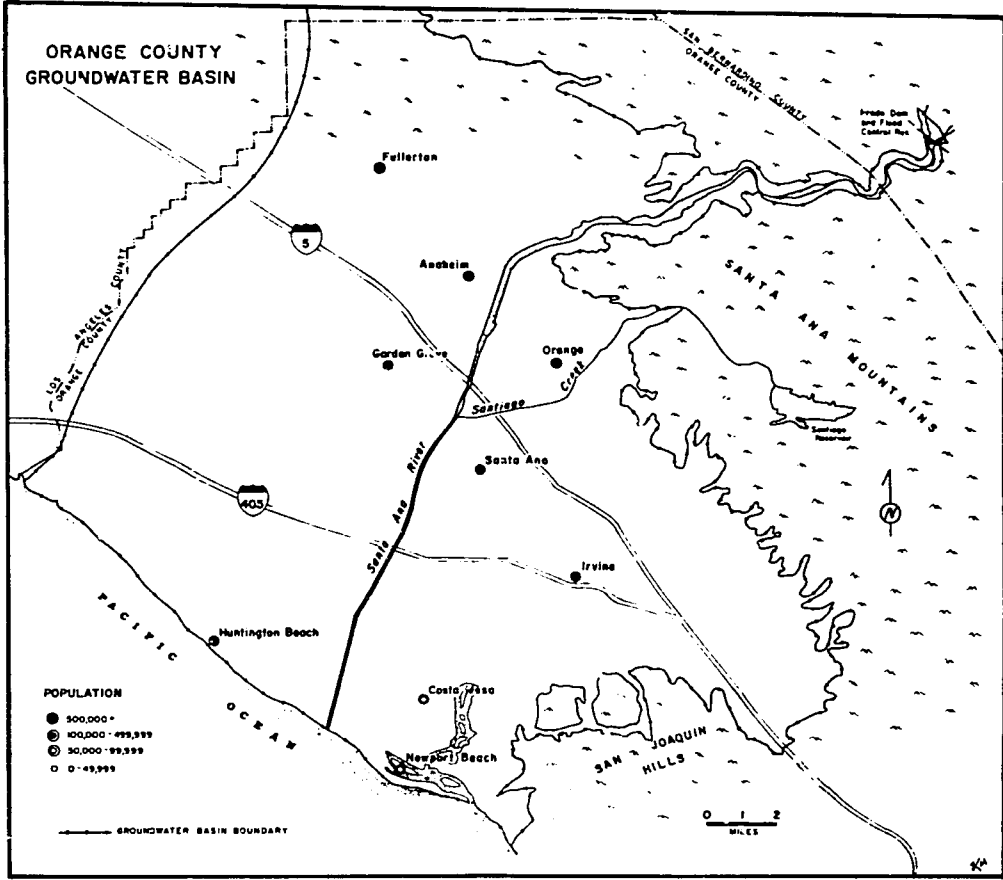 ORANGE COUNTY
GROUNDWATER BASIN
SAN BERNARDINO COUNTY
ORANGE COUNTY
Prado Dam
and Flood
Control Res
Fullerton
5
Anaheim
SANTA ANA MOUNTAINS
LOS ANGELES COUNTY
ORANGE COUNTY
Garden Grove
Orange
Santiago Creek
Santiago
Reservoir
Santa Ana
405
Santa Ana River
N
Irvine
PACIFIC OCEAN
Huntington Beach
POPULATION
500,000+
100,000-499,999
50,000-99,999
0-49,999
Costa Mesa
Newport Beach
SAN JOAQUIN
HILLS
0 1 2
MILES
GROUNDWATER BASIN BOUNDARY
KH